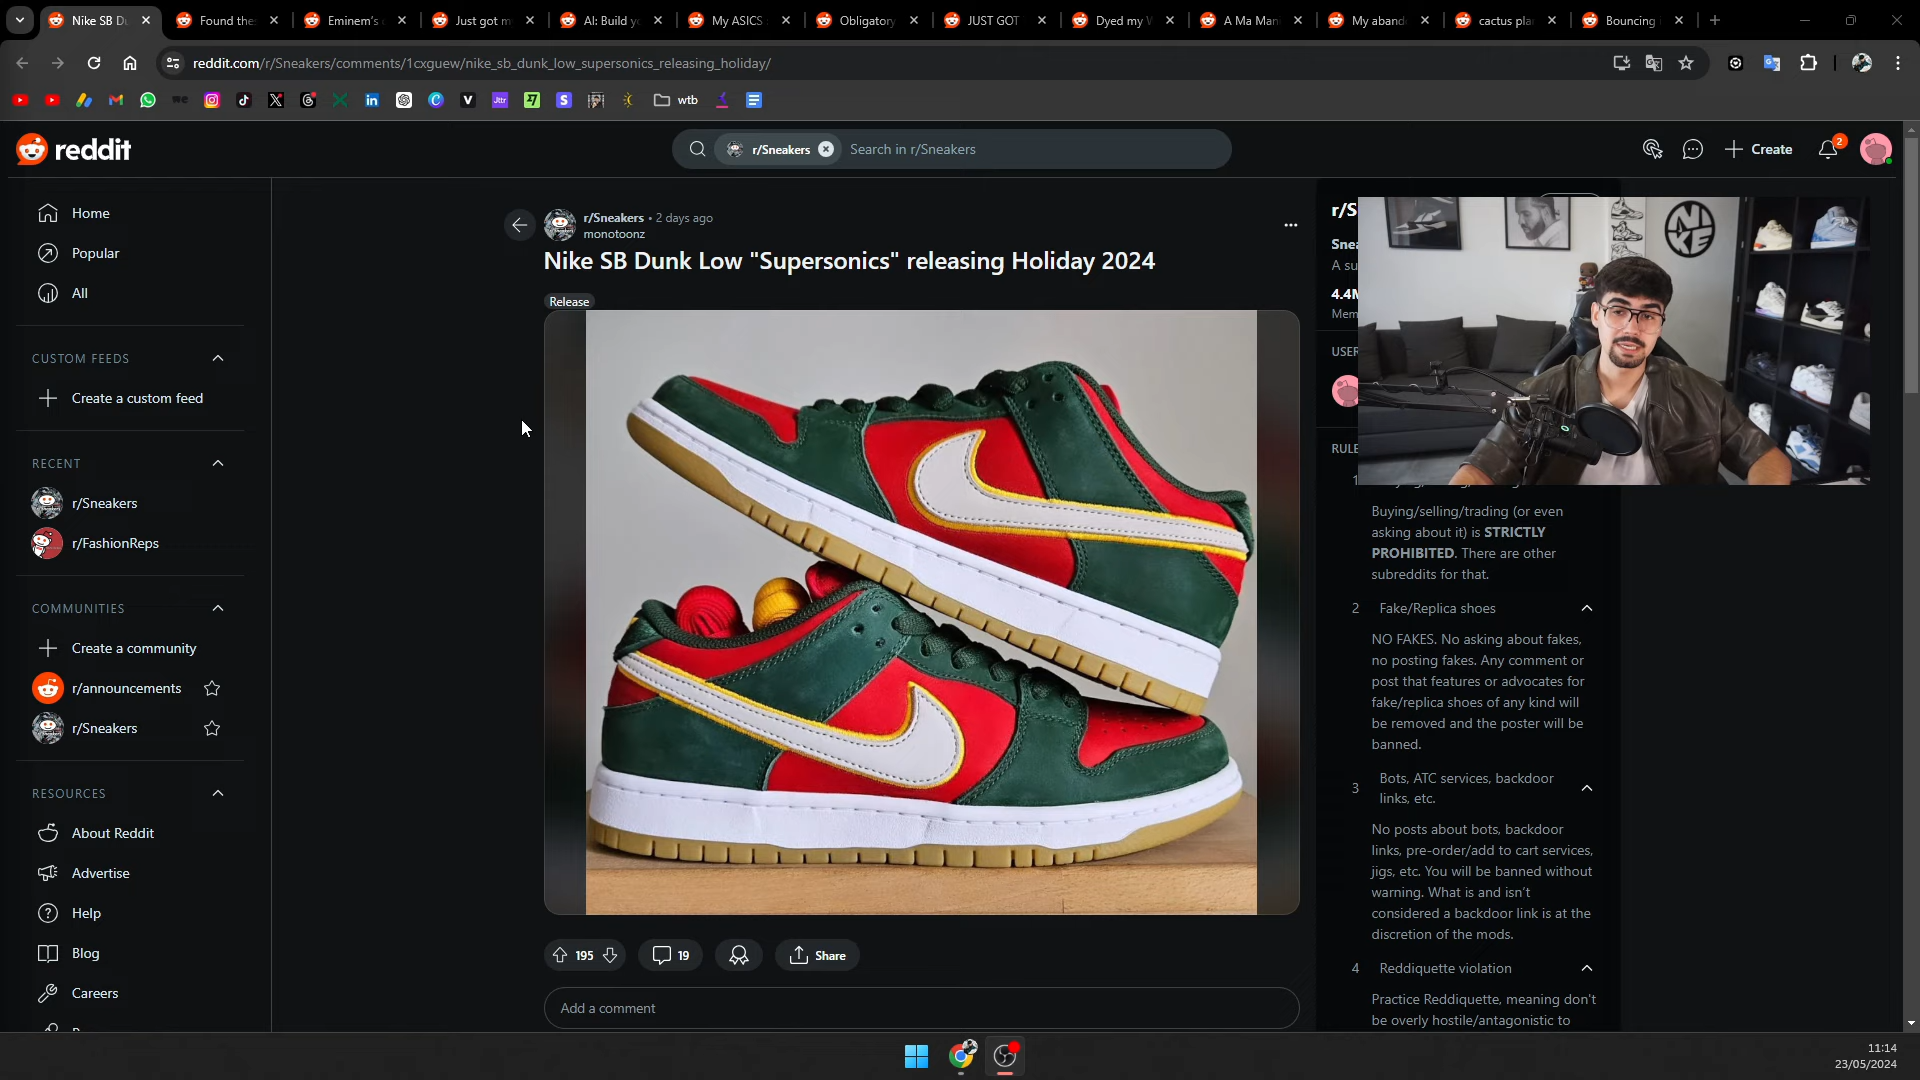 Nike SB Du
Found the
Eminem's
Just got m
AI: Build y
My ASICS
Obligatory
JUST GOT
Dyed my
A Ma Man
My aband
cactus pla
Bouncing
reddit.com/r/Sneakers/comments/1cxguew/nike_sb_dunk_low_supersonics_releasing_holiday/
wtb
reddit
r/Sneakers
Search in r/Sneakers
Create
2
Home
Popular
All
CUSTOM FEEDS
Create a custom feed
RECENT
r/Sneakers
r/FashionReps
COMMUNITIES
Create a community
r/announcements
r/Sneakers
RESOURCES
About Reddit
Advertise
Help
Blog
Careers
r/Sneakers • 2 days ago
monotoonz
Nike SB Dunk Low "Supersonics" releasing Holiday 2024
Release
195
19
Share
Add a comment
r/S
Snea
A su
4.4M
Mem
USER
RULE
NIKE
1
Buying/selling/trading (or even
asking about it) is STRICTLY
PROHIBITED. There are other
subreddits for that.
2 Fake/Replica shoes
NO FAKES. No asking about fakes,
no posting fakes. Any comment or
post that features or advocates for
fake/replica shoes of any kind will
be removed and the poster will be
banned.
3 Bots, ATC services, backdoor
links, etc.
No posts about bots, backdoor
links, pre-order/add to cart services,
jigs, etc. You will be banned without
warning. What is and isn't
considered a backdoor link is at the
discretion of the mods.
4 Reddiquette violation
Practice Reddiquette, meaning don't
be overly hostile/antagonistic to
11:14
23/05/2024